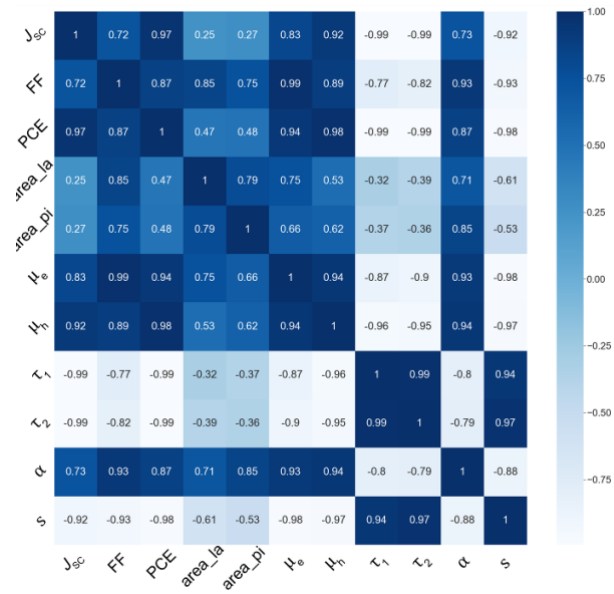 J_SC 1 0.72 0.97 0.25 0.27 0.83 0.92 -0.99 -0.99 0.73 -0.92
FF 0.72 1 0.87 0.85 0.75 0.99 0.89 -0.77 -0.82 0.93 -0.93
PCE 0.97 0.87 1 0.47 0.48 0.94 0.98 -0.99 -0.99 0.87 -0.98
area_la 0.25 0.85 0.47 1 0.79 0.75 0.53 -0.32 -0.39 0.71 -0.61
area_pi 0.27 0.75 0.48 0.79 1 0.66 0.62 -0.37 -0.36 0.85 -0.53
μ_e 0.83 0.99 0.94 0.75 0.66 1 0.94 -0.87 -0.9 0.93 -0.98
μ_h 0.92 0.89 0.98 0.53 0.62 0.94 1 -0.96 -0.95 0.94 -0.97
τ_1 -0.99 -0.77 -0.99 -0.32 -0.37 -0.87 -0.96 1 0.99 -0.8 0.94
τ_2 -0.99 -0.82 -0.99 -0.39 -0.36 -0.9 -0.95 0.99 1 -0.79 0.97
α 0.73 0.93 0.87 0.71 0.85 0.93 0.94 -0.8 -0.79 1 -0.88
s -0.92 -0.93 -0.98 -0.61 -0.53 -0.98 -0.97 0.94 0.97 -0.88 1
J_SC FF PCE area_la area_pi μ_e μ_h τ_1 τ_2 α s
1.00
0.75
0.50
0.25
0.00
−0.25
−0.50
−0.75